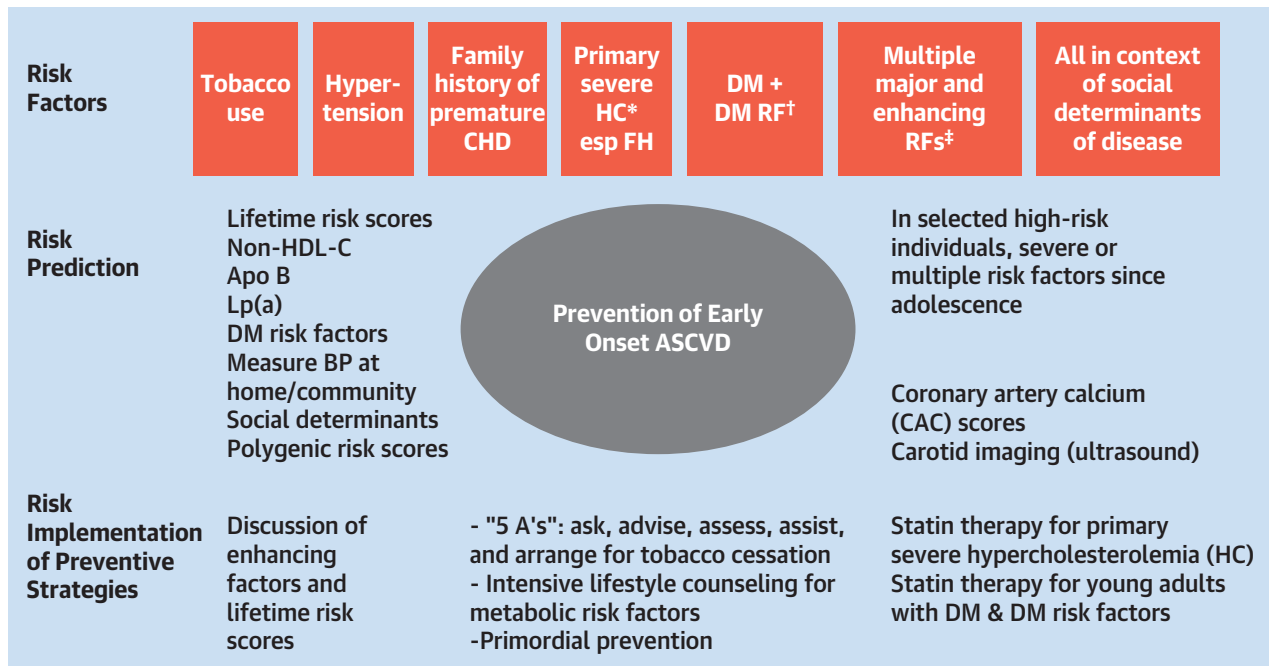 Risk
Factors
Tobacco
use
Hyper-
tension
Family
history of
premature
CHD
Primary
severe
HC*
esp FH
DM +
DM RF†
Multiple
major and
enhancing
RFs‡
All in context
of social
determinants
of disease
Risk
Prediction
Lifetime risk scores
Non-HDL-C
Apo B
Lp(a)
DM risk factors
Measure BP at
home/community
Social determinants
Polygenic risk scores
Prevention of Early
Onset ASCVD
In selected high-risk
individuals, severe or
multiple risk factors since
adolescence
Coronary artery calcium
(CAC) scores
Carotid imaging (ultrasound)
Risk
Implementation
of Preventive
Strategies
Discussion of
enhancing
factors and
lifetime risk
scores
- "5 A's": ask, advise, assess, assist,
and arrange for tobacco cessation
- Intensive lifestyle counseling for
metabolic risk factors
-Primordial prevention
Statin therapy for primary
severe hypercholesterolemia (HC)
Statin therapy for young adults
with DM & DM risk factors